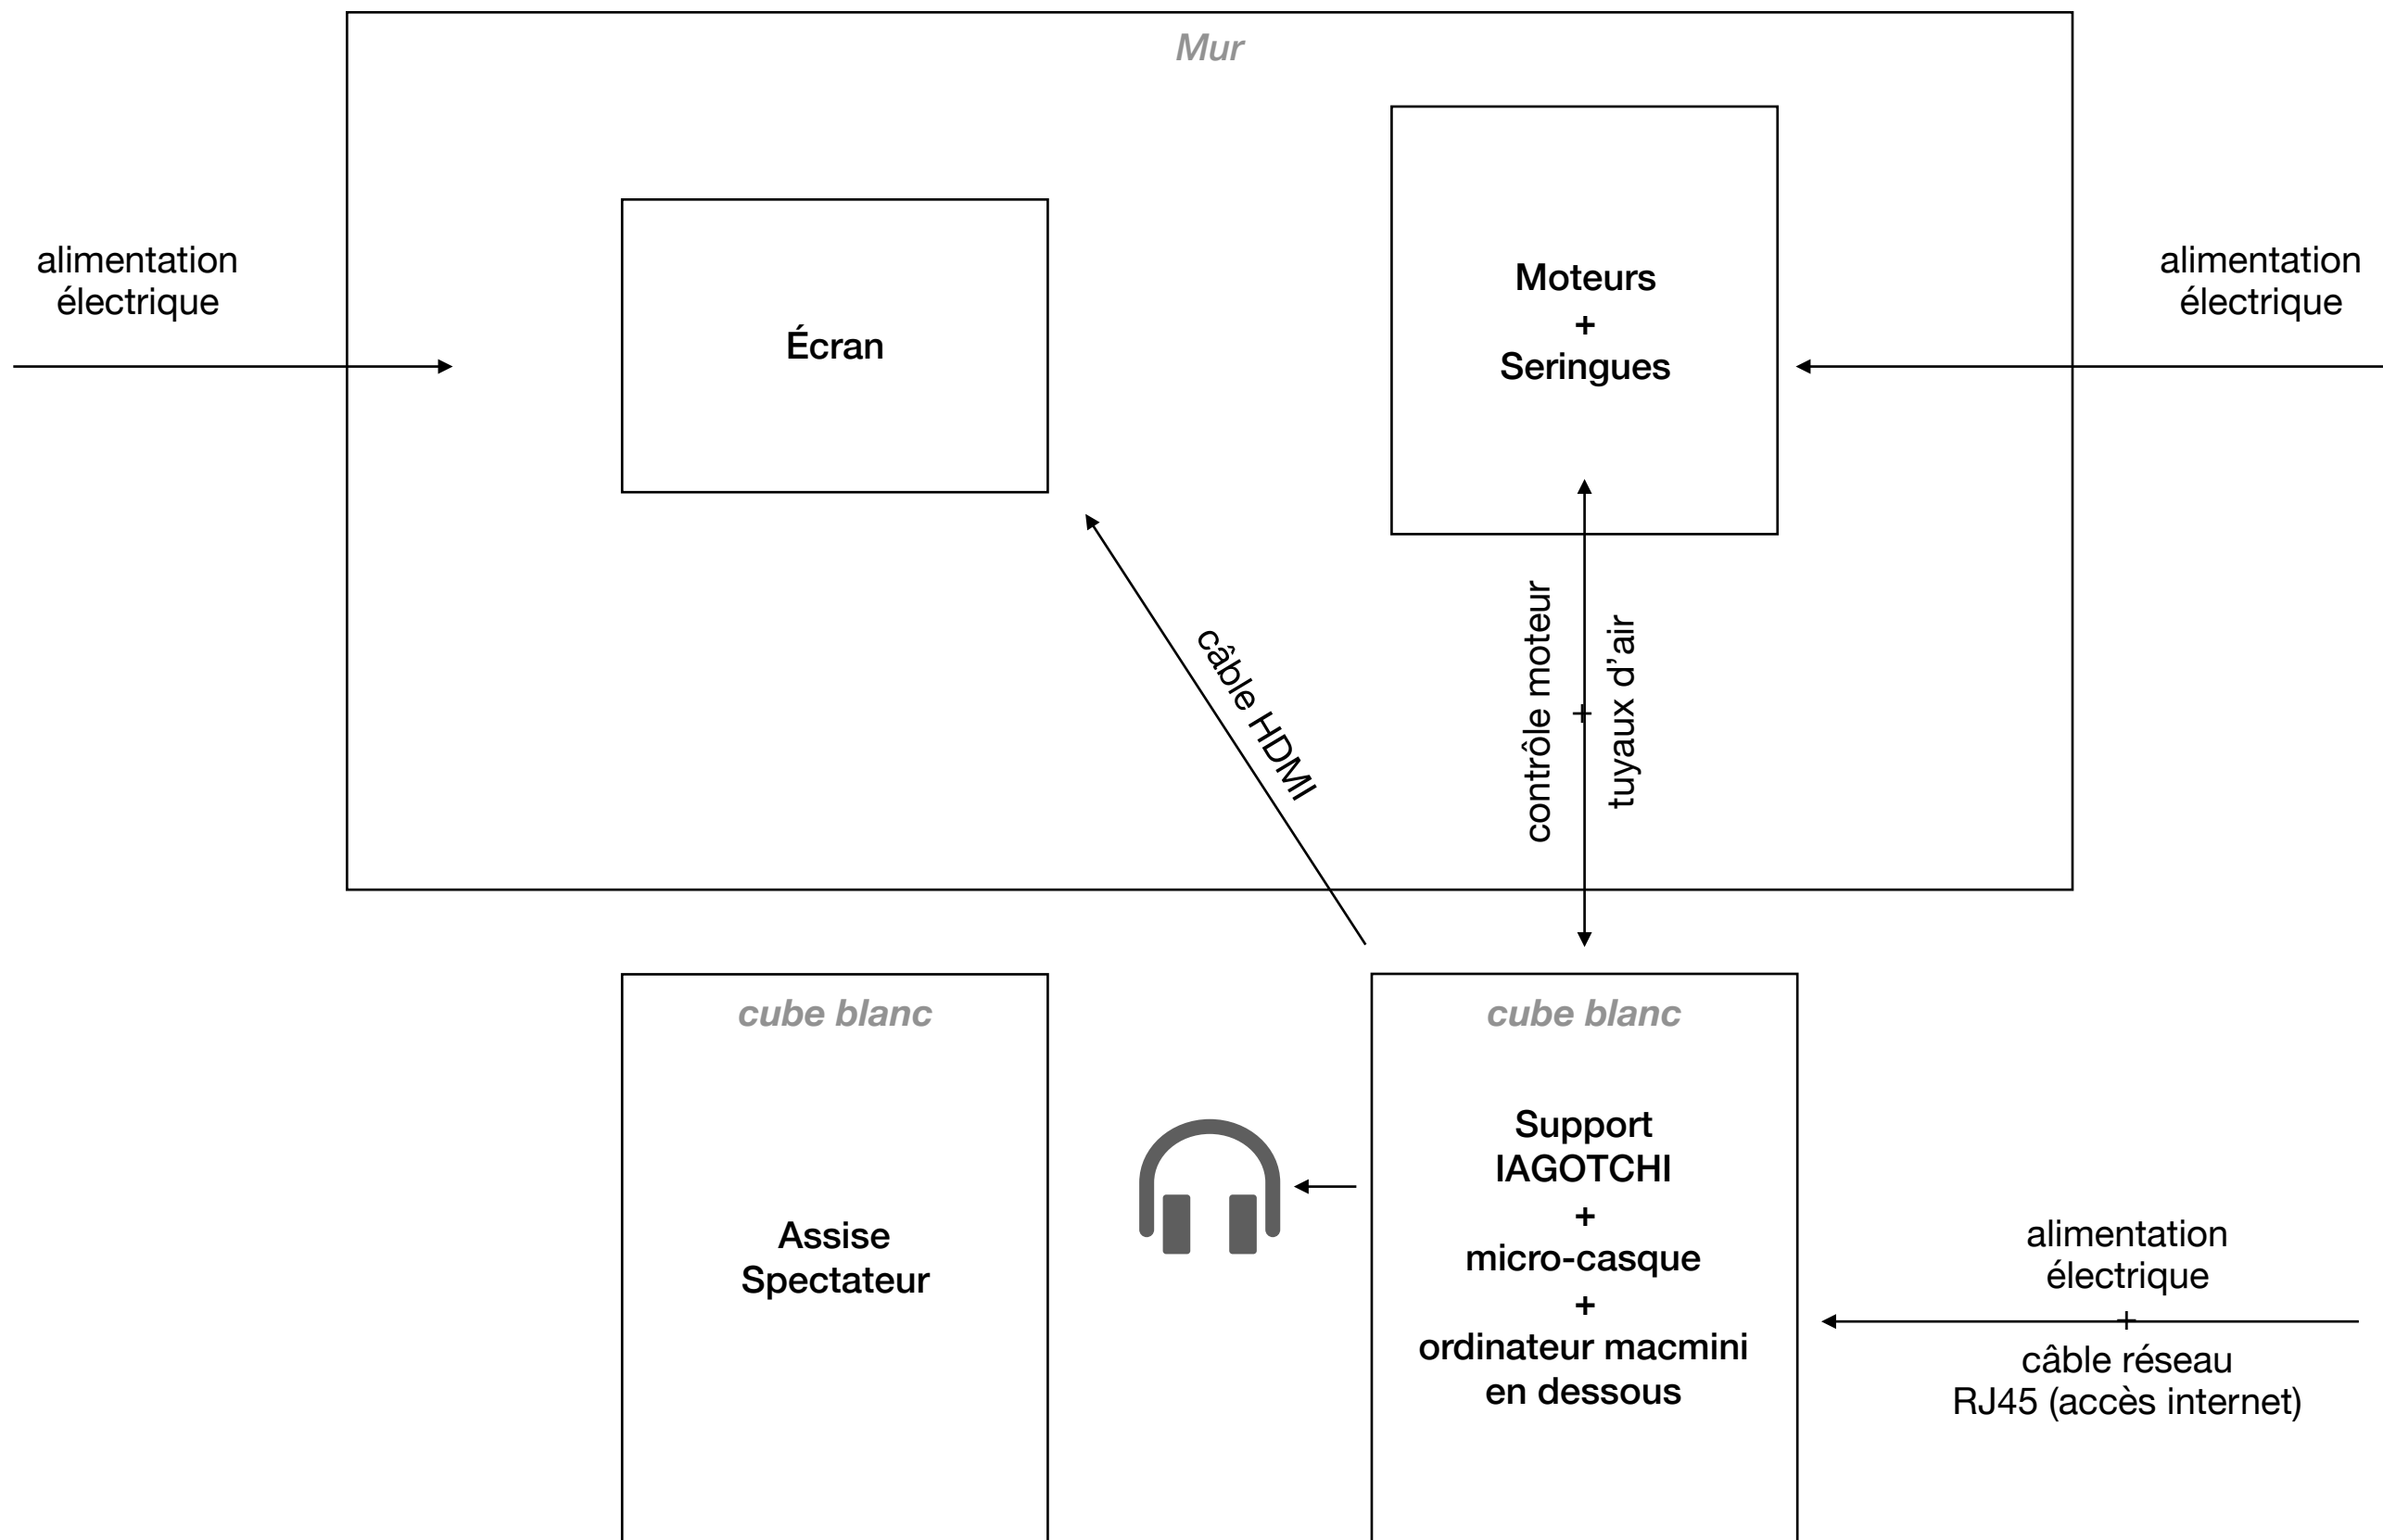 Mur
alimentation
électrique
Écran
Moteurs
+
Seringues
alimentation
électrique
câble HDMI
contrôle moteur
+
tuyaux d’air
cube blanc
Assise
Spectateur
cube blanc
Support
IAGOTCHI
+
micro-casque
+
ordinateur macmini
en dessous
alimentation
électrique
+
câble réseau
RJ45 (accès internet)